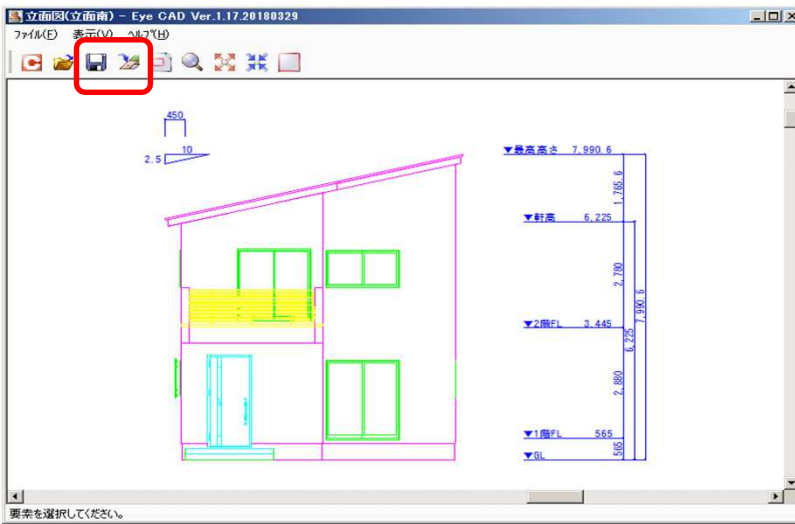 立面図(立面南) - Eye CAD Ver.1.17.20180329
ﾌｧｲﾙ(F) 表示(V) ﾍﾙﾌﾟ(H)
450
10
2.5
▼最高高さ 7,990.6
1,765.6
▼軒高 6,225
2,780
7,990.6
▼2階FL 3,445
6,225
2,880
▼1階FL 565
565
▼GL
要素を選択してください。